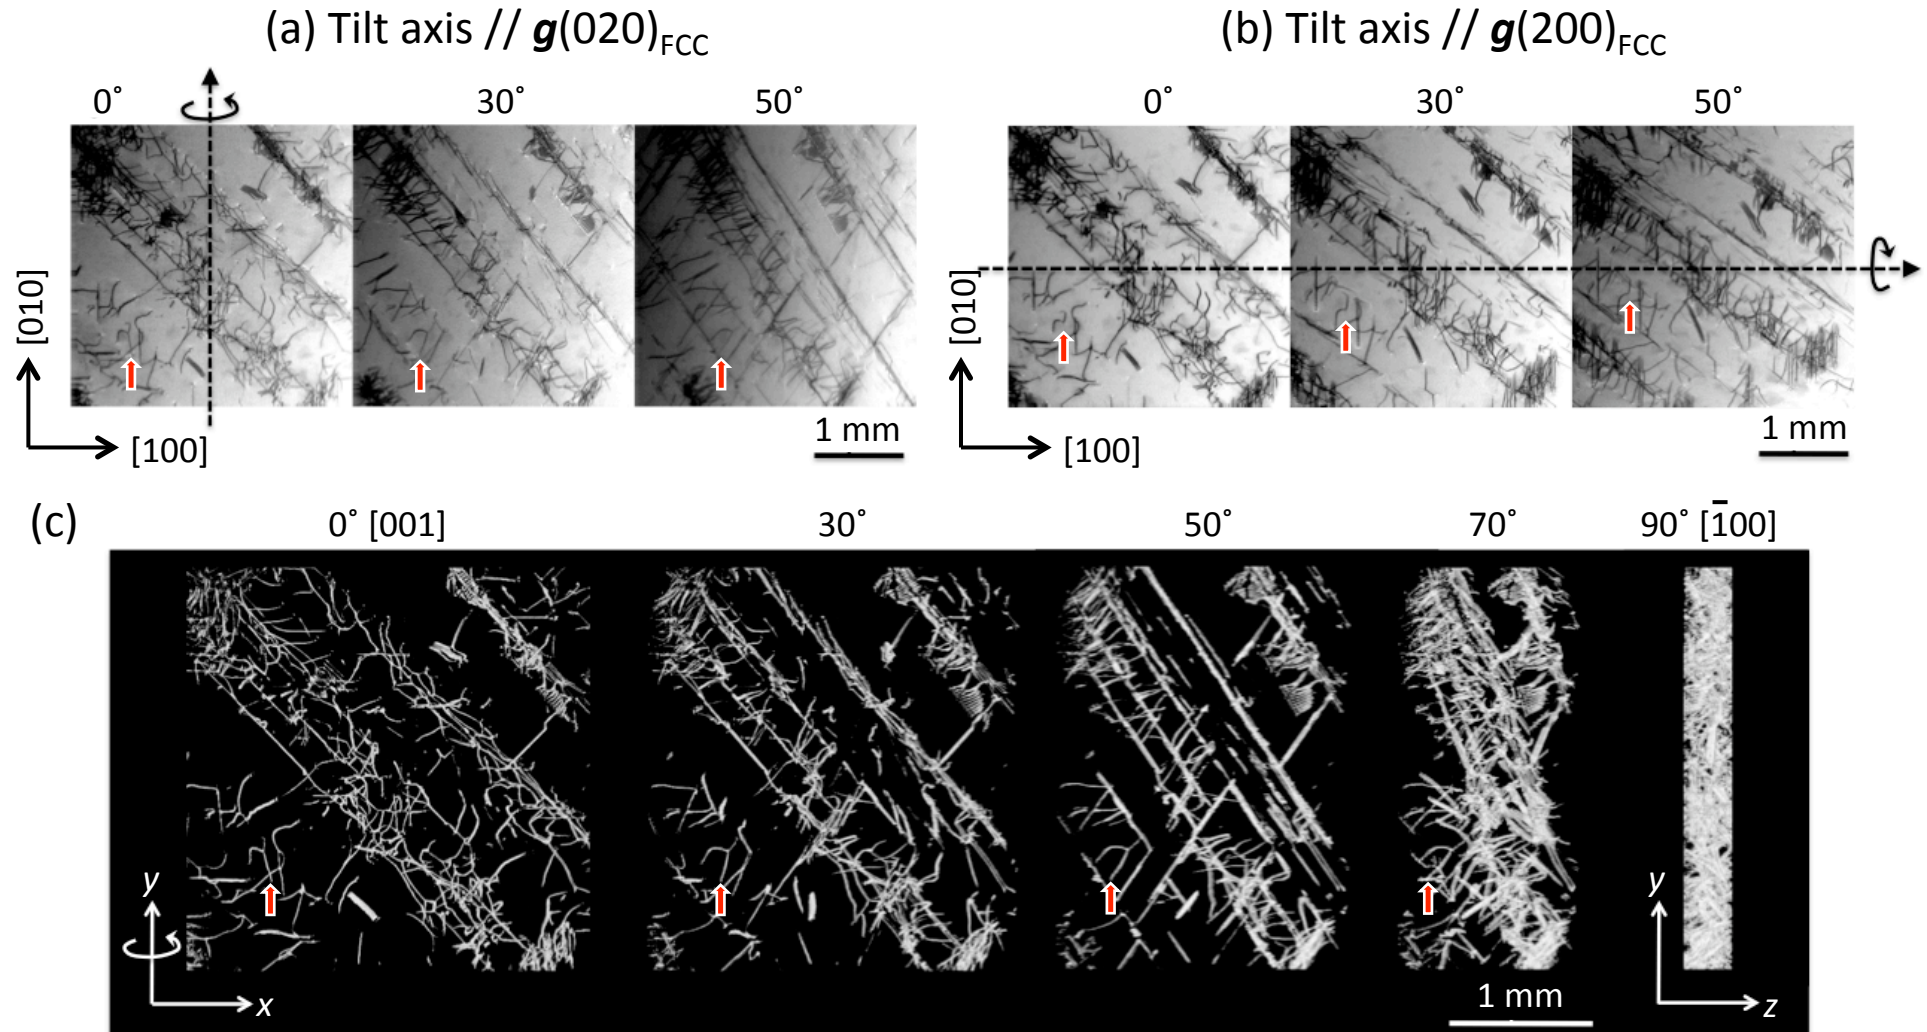 (a) Tilt axis // g(020)FCC
0˚ 30˚ 50˚
[010]
[100]
1 mm
(b) Tilt axis // g(200)FCC
0˚ 30˚ 50˚
[010]
[100]
1 mm
(c)
0˚ [001] 30˚ 50˚ 70˚ 90˚ [1̄00]
y
x
1 mm
y
z